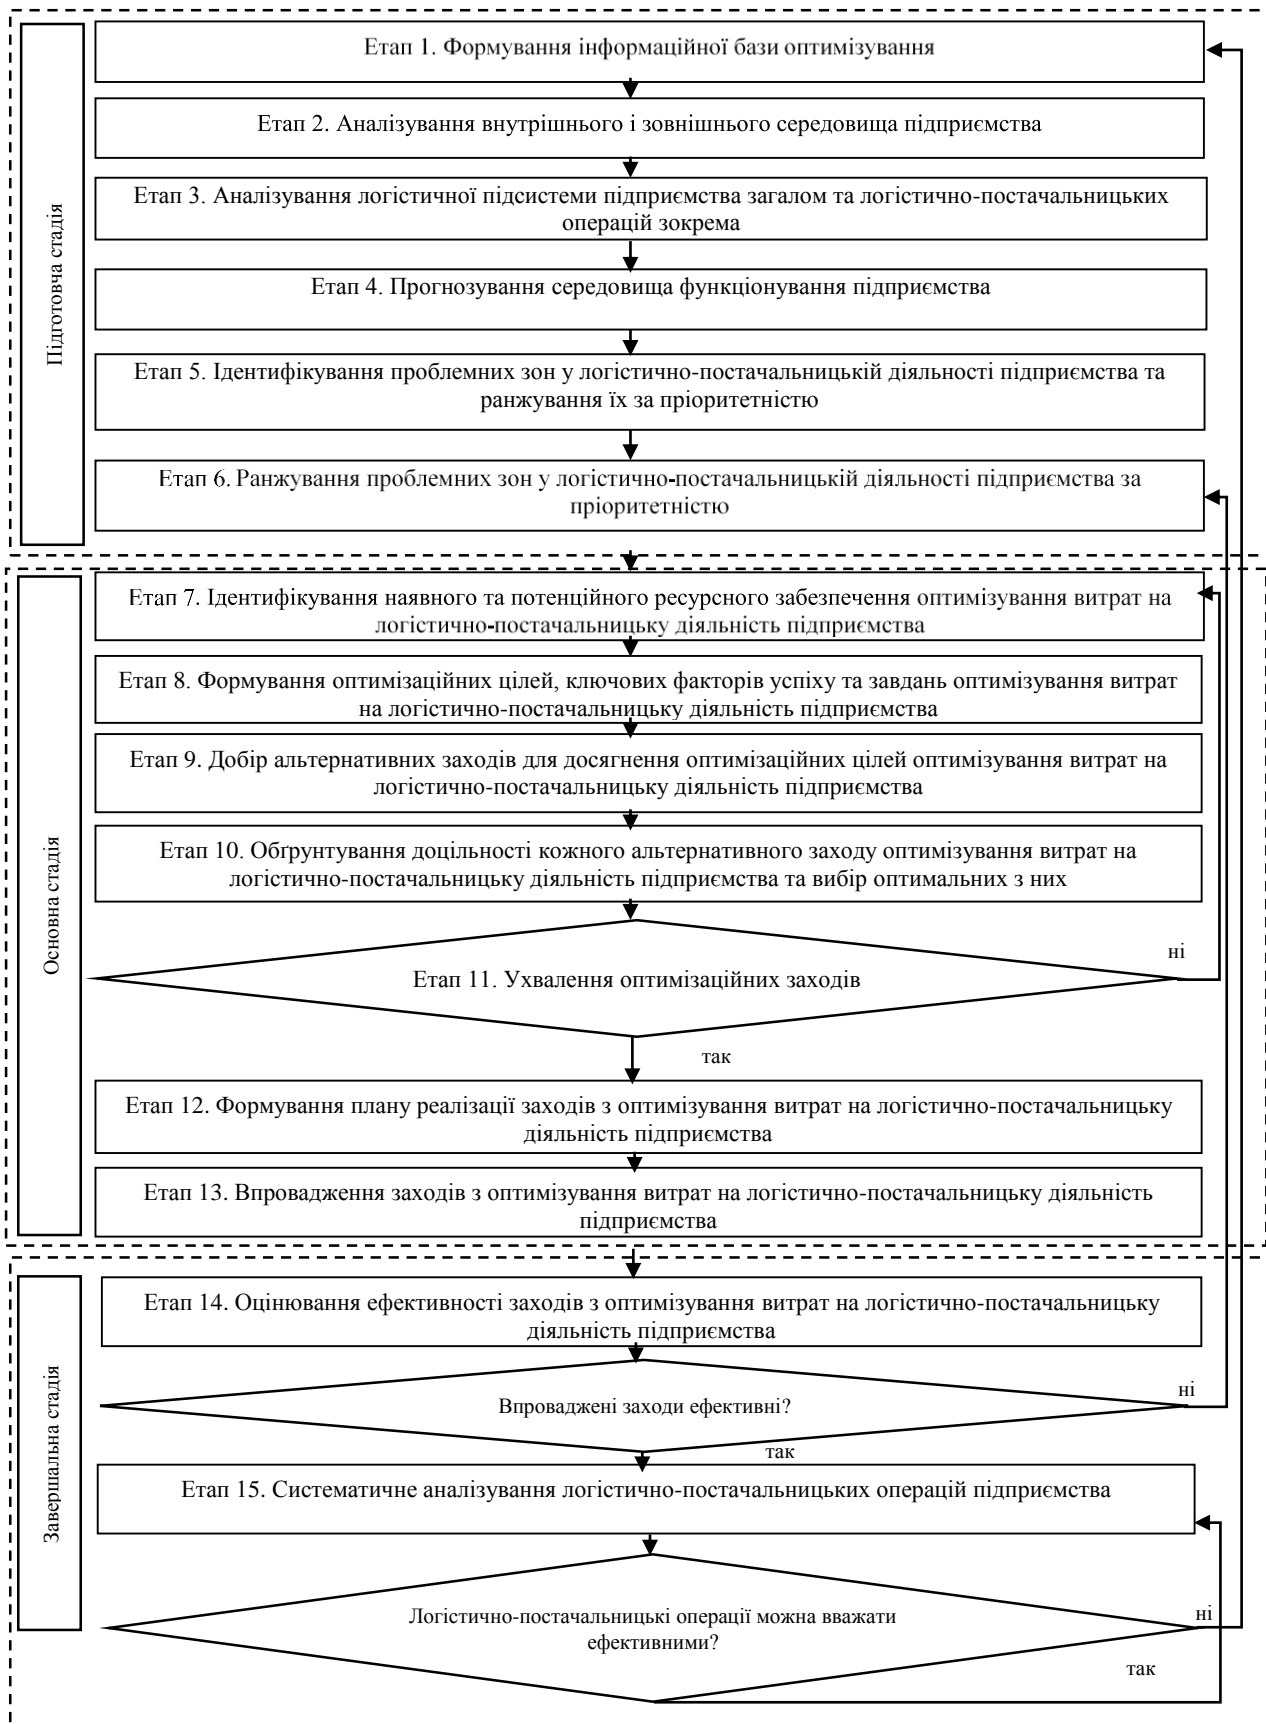 Підготовча стадія
Етап 1. Формування інформаційної бази оптимізування
Етап 2. Аналізування внутрішнього і зовнішнього середовища підприємства
Етап 3. Аналізування логістичної підсистеми підприємства загалом та логістично-постачальницьких
операцій зокрема
Етап 4. Прогнозування середовища функціонування підприємства
Етап 5. Ідентифікування проблемних зон у логістично-постачальницькій діяльності підприємства та
ранжування їх за пріоритетністю
Етап 6. Ранжування проблемних зон у логістично-постачальницькій діяльності підприємства за
пріоритетністю
Основна стадія
Етап 7. Ідентифікування наявного та потенційного ресурсного забезпечення оптимізування витрат на
логістично-постачальницьку діяльність підприємства
Етап 8. Формування оптимізаційних цілей, ключових факторів успіху та завдань оптимізування витрат
на логістично-постачальницьку діяльність підприємства
Етап 9. Добір альтернативних заходів для досягнення оптимізаційних цілей оптимізування витрат на
логістично-постачальницьку діяльність підприємства
Етап 10. Обґрунтування доцільності кожного альтернативного заходу оптимізування витрат на
логістично-постачальницьку діяльність підприємства та вибір оптимальних з них
ні
Етап 11. Ухвалення оптимізаційних заходів
так
Етап 12. Формування плану реалізації заходів з оптимізування витрат на логістично-постачальницьку
діяльність підприємства
Етап 13. Впровадження заходів з оптимізування витрат на логістично-постачальницьку діяльність
підприємства
Завершальна стадія
Етап 14. Оцінювання ефективності заходів з оптимізування витрат на логістично-постачальницьку
діяльність підприємства
ні
Впроваджені заходи ефективні?
так
Етап 15. Систематичне аналізування логістично-постачальницьких операцій підприємства
ні
Логістично-постачальницькі операції можна вважати
ефективними?
так